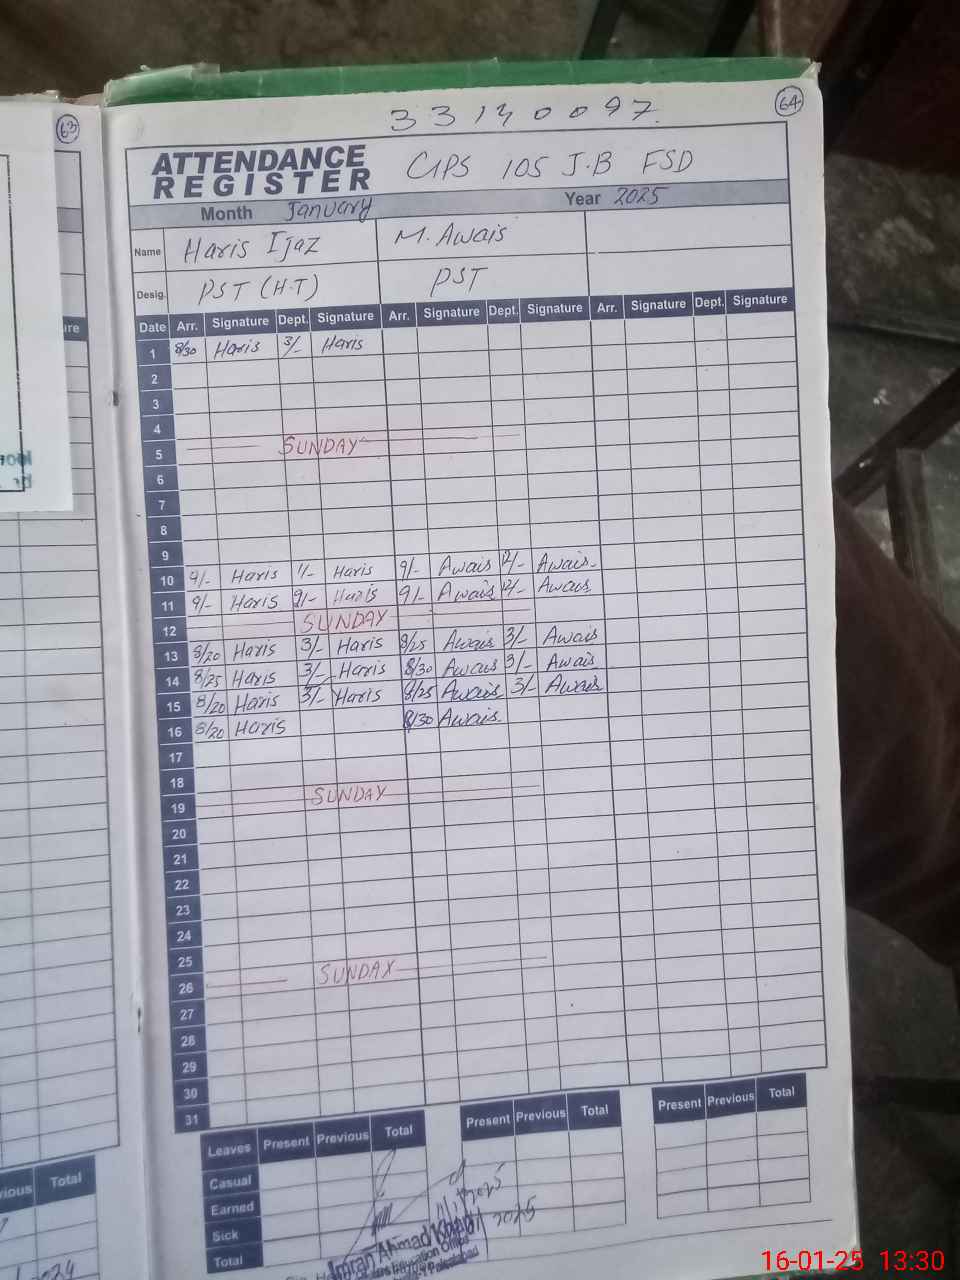 63
64
33140097
ATTENDANCE REGISTER
GPS 105 J.B FSD
Month January Year 2025
Name Haris Ijaz M. Awais
Desig. PST (H.T) PST
Date Arr. Signature Dept. Signature Arr. Signature Dept. Signature Arr. Signature Dept. Signature
1 8/30 Haris 3/- Haris
2
3
4
5 SUNDAY
6
7
8
9
10 9/- Haris 1/- Haris 9/- Awais 12/- Awais
11 9/- Haris Haris 9/- Awais 12/- Awais
12 SUNDAY
13 8/20 Haris 3/- Haris 8/25 Awais 3/- Awais
14 8/25 Haris 3/- Haris 8/30 Awais 3/- Awais
15 8/20 Haris 3/- Haris 8/25 Awais 3/- Awais
16 8/20 Haris 8/30 Awais
17
18
19 SUNDAY
20
21
22
23
24
25
26 SUNDAY
27
28
29
30
31
Leaves Present Previous Total Present Previous Total Present Previous Total
Casual
Earned
Sick
Total
Imran Ahmad
2025
Total
16-01-25 13:30